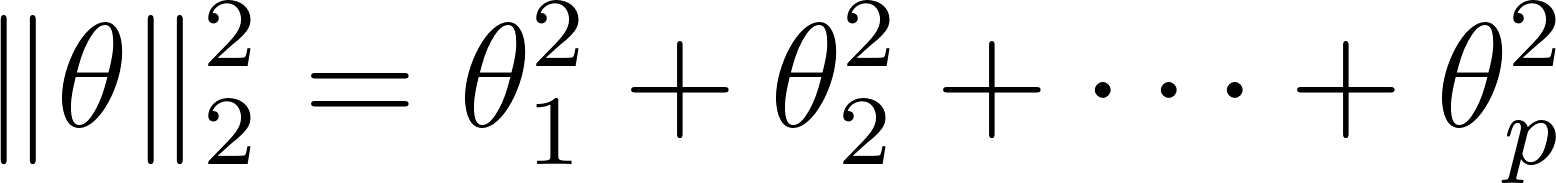 ‖θ‖₂² = θ₁² + θ₂² + ··· + θₚ²